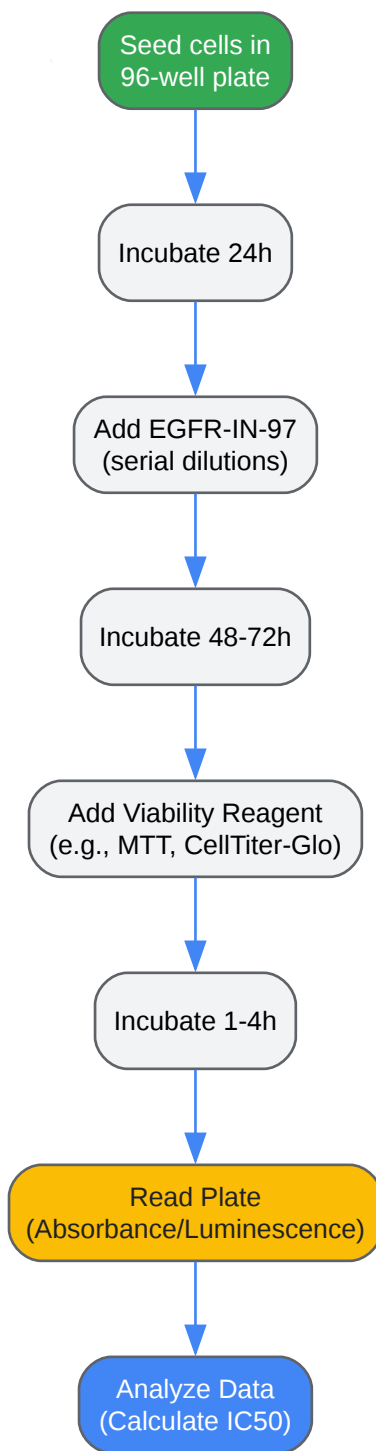 Seed cells in
96-well plate
Incubate 24h
Add EGFR-IN-97
(serial dilutions)
Incubate 48-72h
Add Viability Reagent
(e.g., MTT, CellTiter-Glo)
Incubate 1-4h
Read Plate
(Absorbance/Luminescence)
Analyze Data
(Calculate IC50)